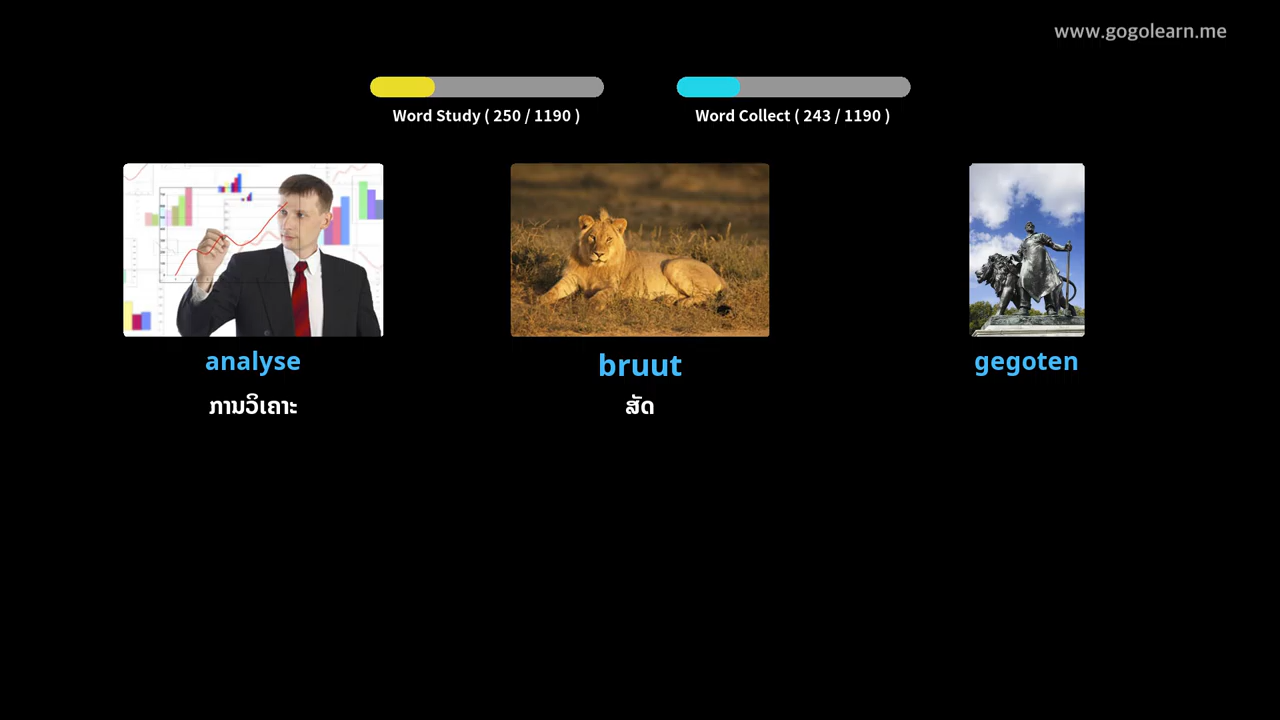 www.gogolearn.me
Word Study ( 250 / 1190 )
Word Collect ( 243 / 1190 )
analyse
bruut
gegoten
ການວິເຄາະ
ສັດ